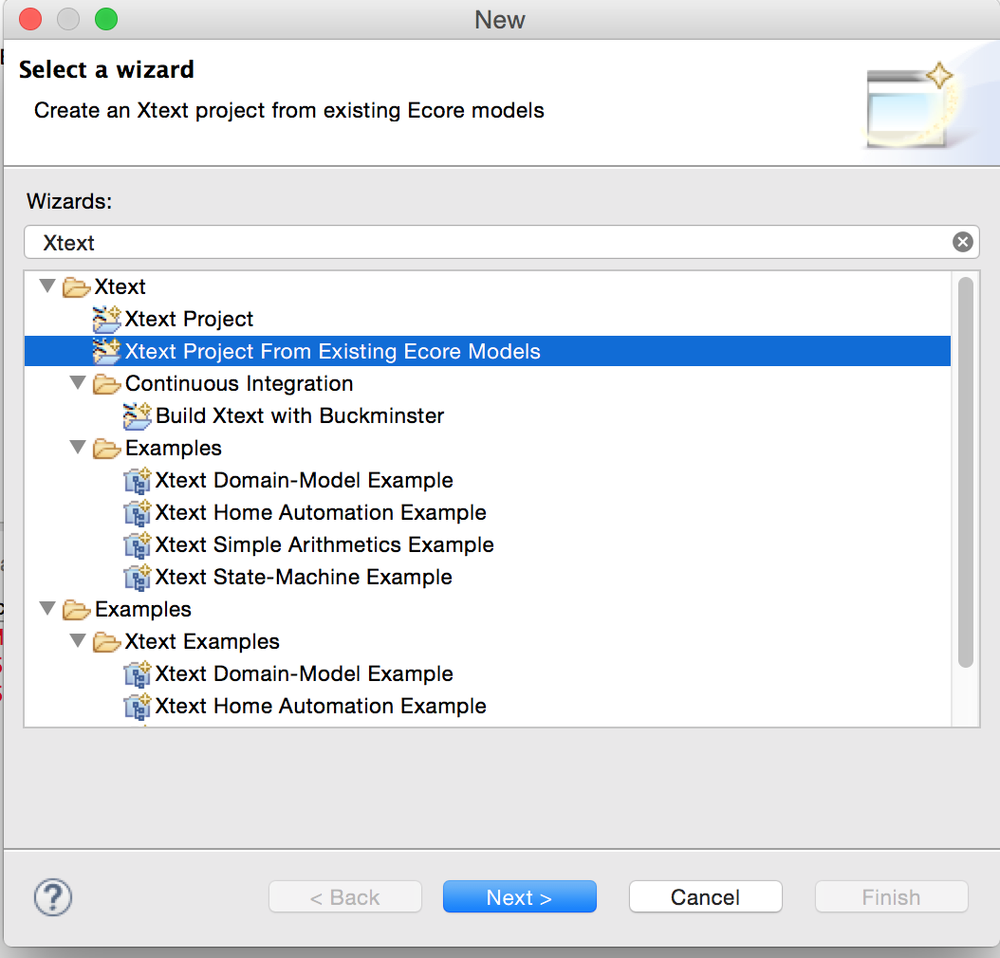 New
Select a wizard
Create an Xtext project from existing Ecore models
Wizards:
Xtext
Xtext
Xtext Project
Xtext Project From Existing Ecore Models
Continuous Integration
Build Xtext with Buckminster
Examples
Xtext Domain-Model Example
Xtext Home Automation Example
Xtext Simple Arithmetics Example
Xtext State-Machine Example
Examples
Xtext Examples
Xtext Domain-Model Example
Xtext Home Automation Example
?
< Back
Next >
Cancel
Finish